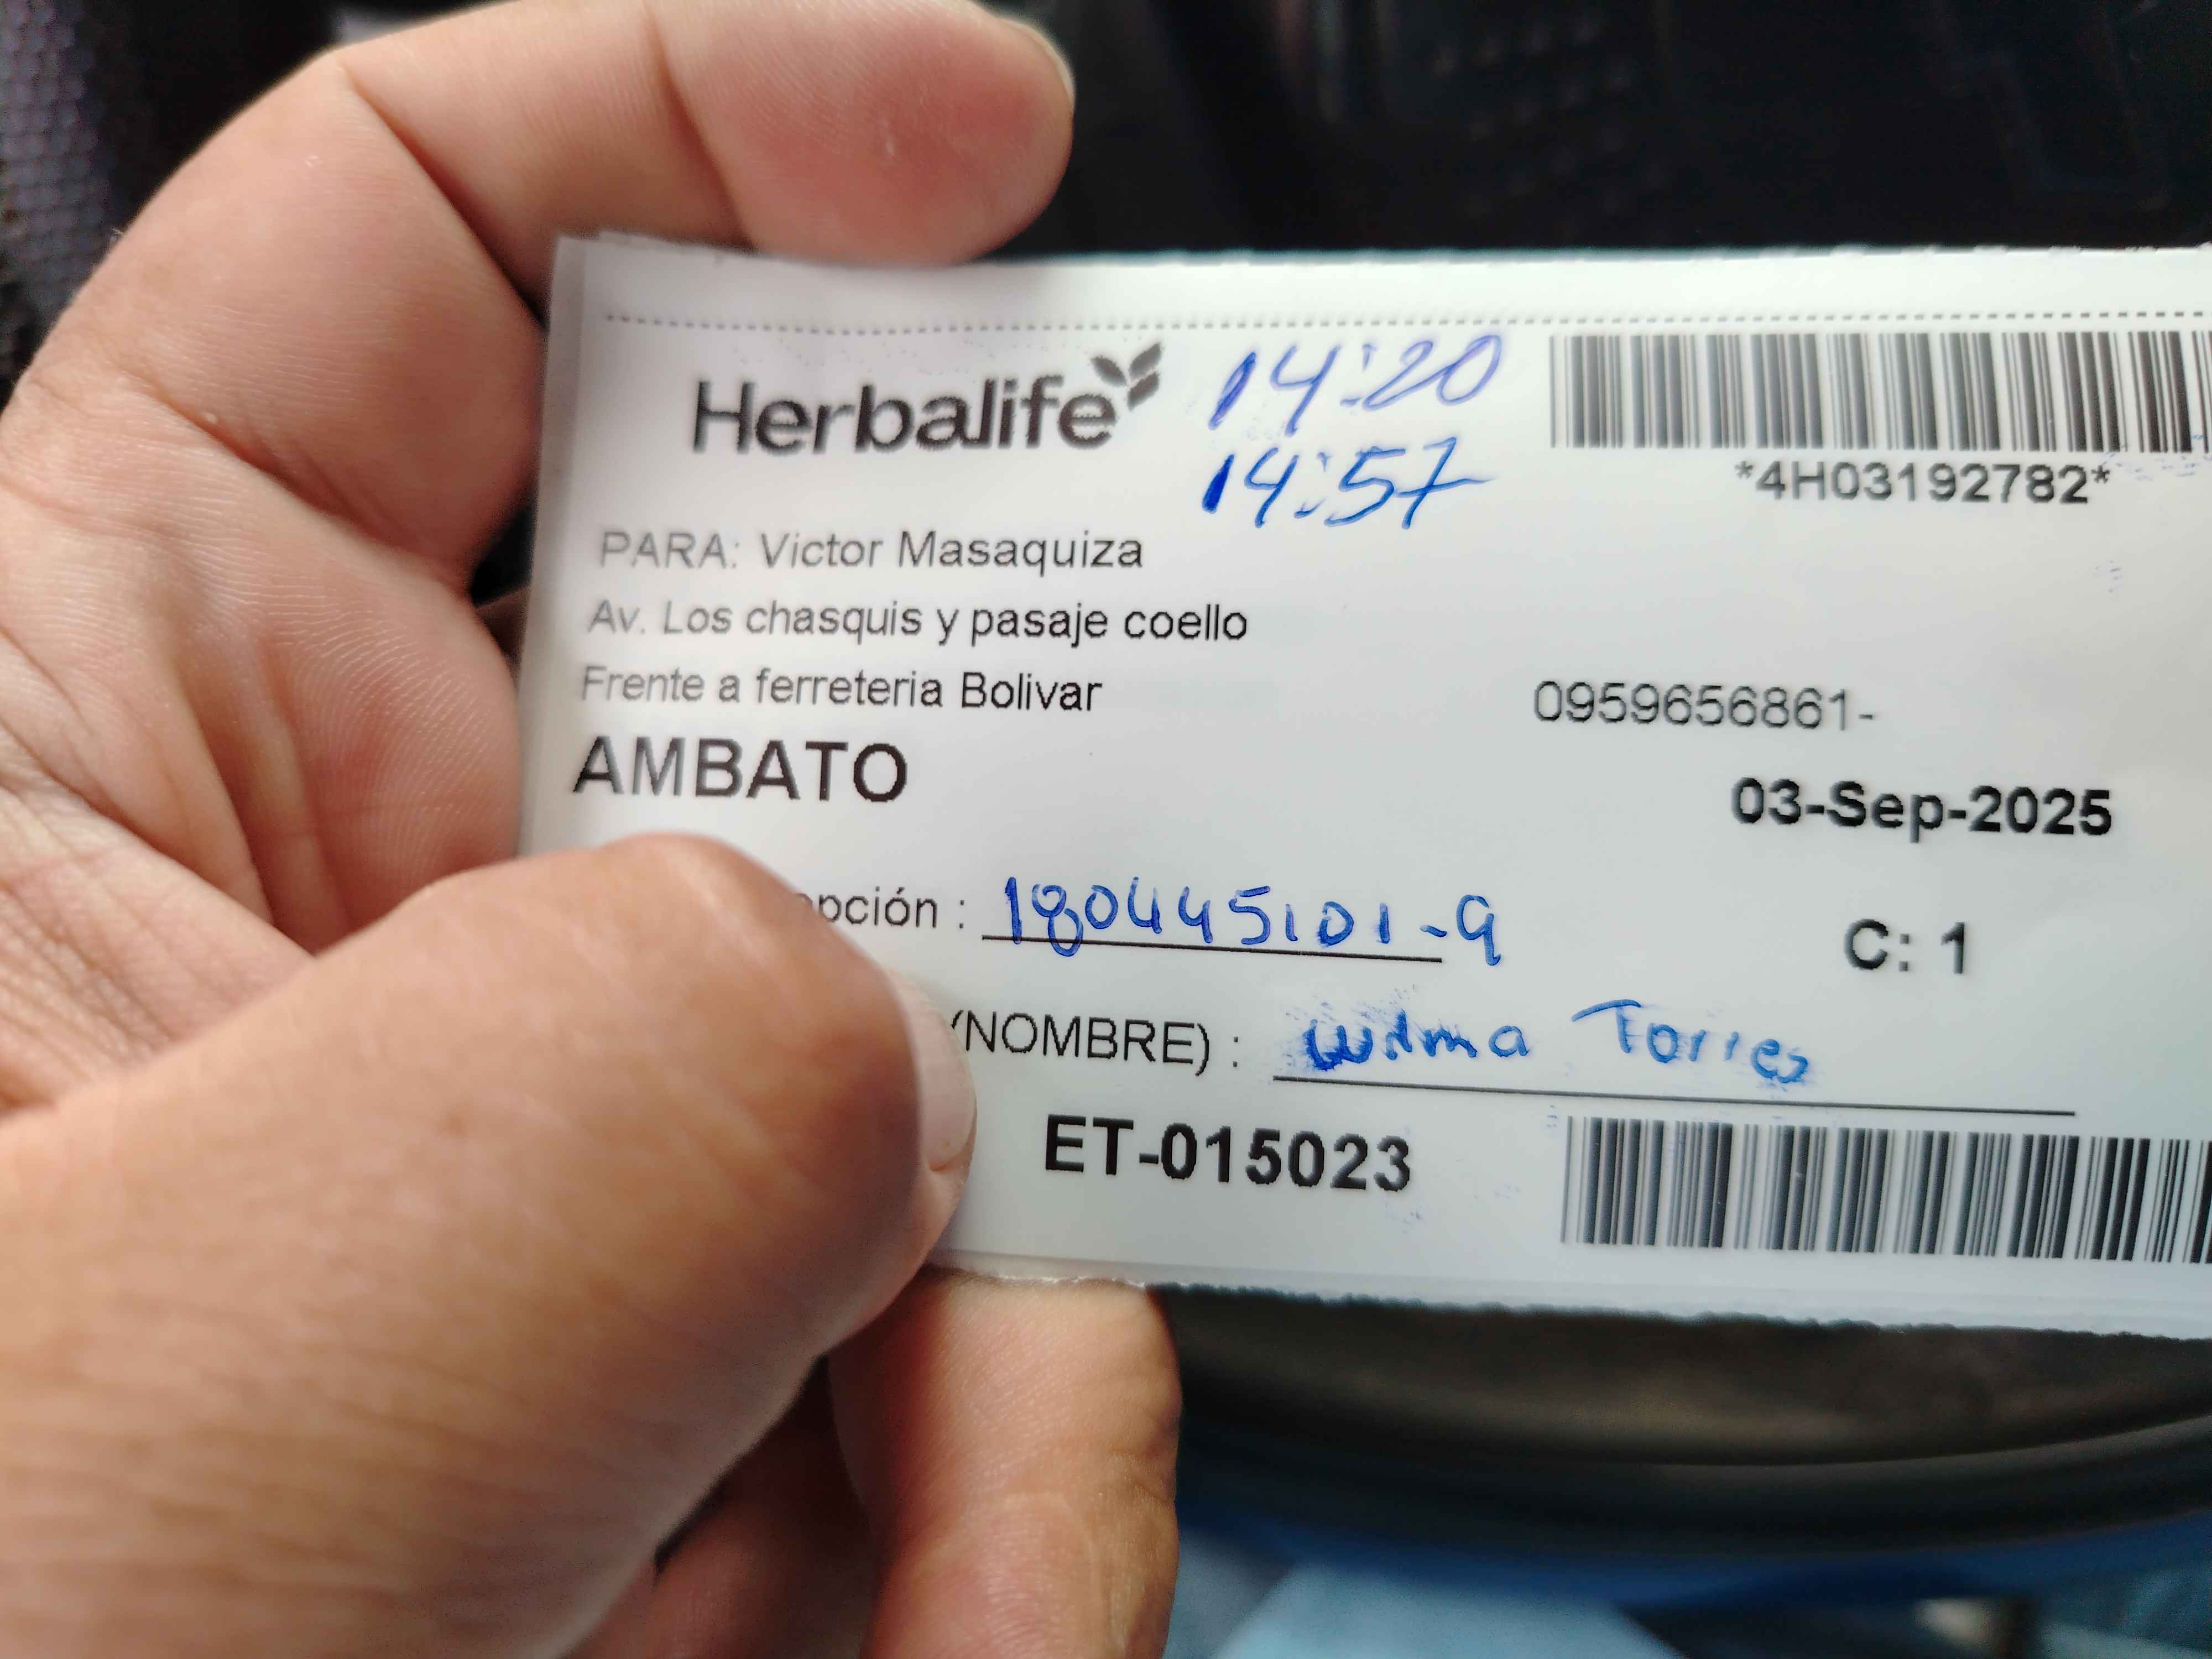 Herbalife 14:20
14:57
*4H03192782*
PARA: Victor Masaquiza
Av. Los chasquis y pasaje coello
Frente a ferreteria Bolivar
0959656861-
AMBATO
03-Sep-2025
pción : 180445101-9
C: 1
(NOMBRE) : Wilma Torres
ET-015023